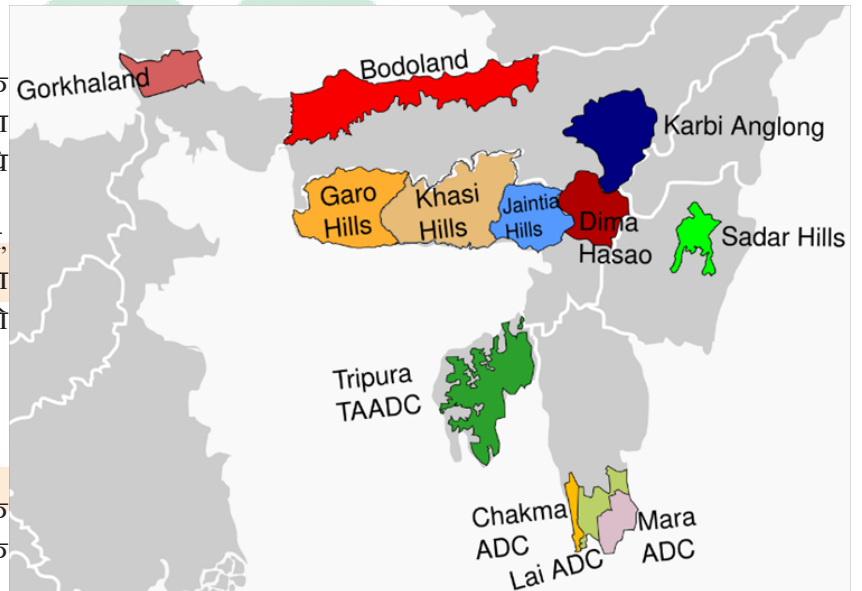 Bodoland
Gorkhaland
Karbi Anglong
Garo
Hills
Khasi
Hills
Jaintia
Hills
Dima
Hasao
Sadar Hills
Tripura
TAADC
Chakma
ADC
Lai ADC
Mara
ADC